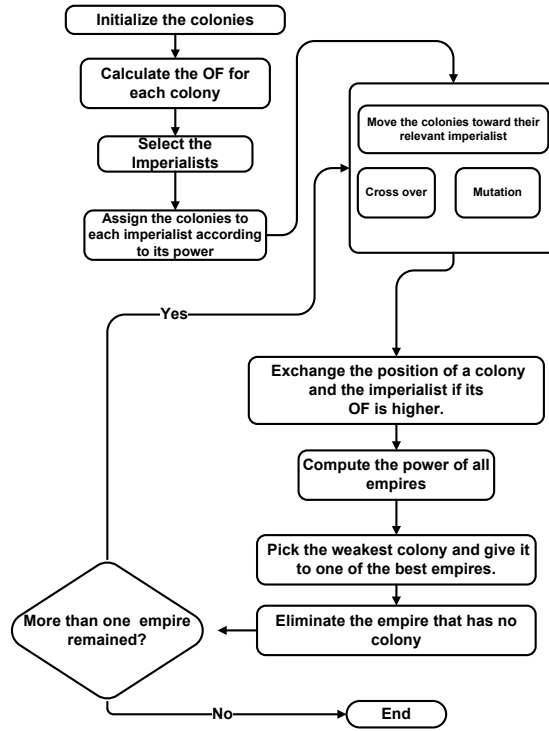 Initialize the colonies
Calculate the OF for
each colony
Select the
Imperialists
Assign the colonies to
each imperialist according
to its power
Move the colonies toward their
relevant imperialist
Cross over
Mutation
Yes
Exchange the position of a colony
and the imperialist if its
OF is higher.
Compute the power of all
empires
Pick the weakest colony and give it
to one of the best empires.
Eliminate the empire that has no
colony
More than one empire
remained?
No
End